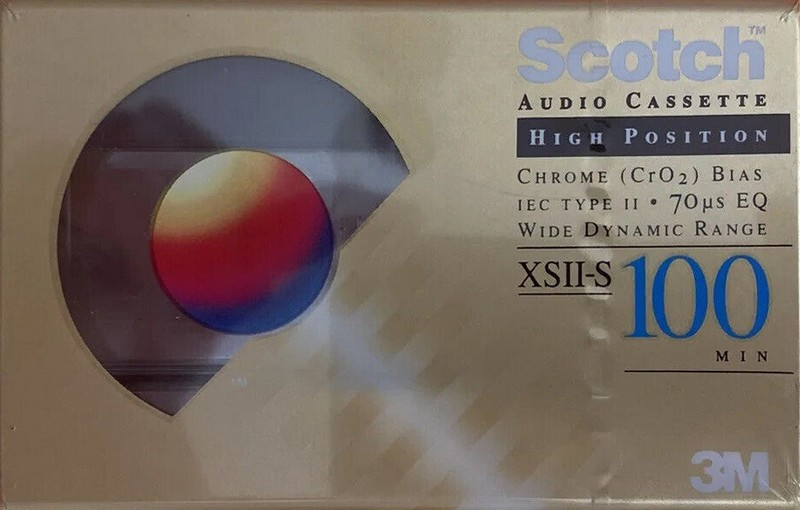 Scotch™
AUDIO CASSETTE
HIGH POSITION
CHROME (CrO2) BIAS
IEC TYPE II • 70µs EQ
WIDE DYNAMIC RANGE
XSII-S 100
MIN
3M